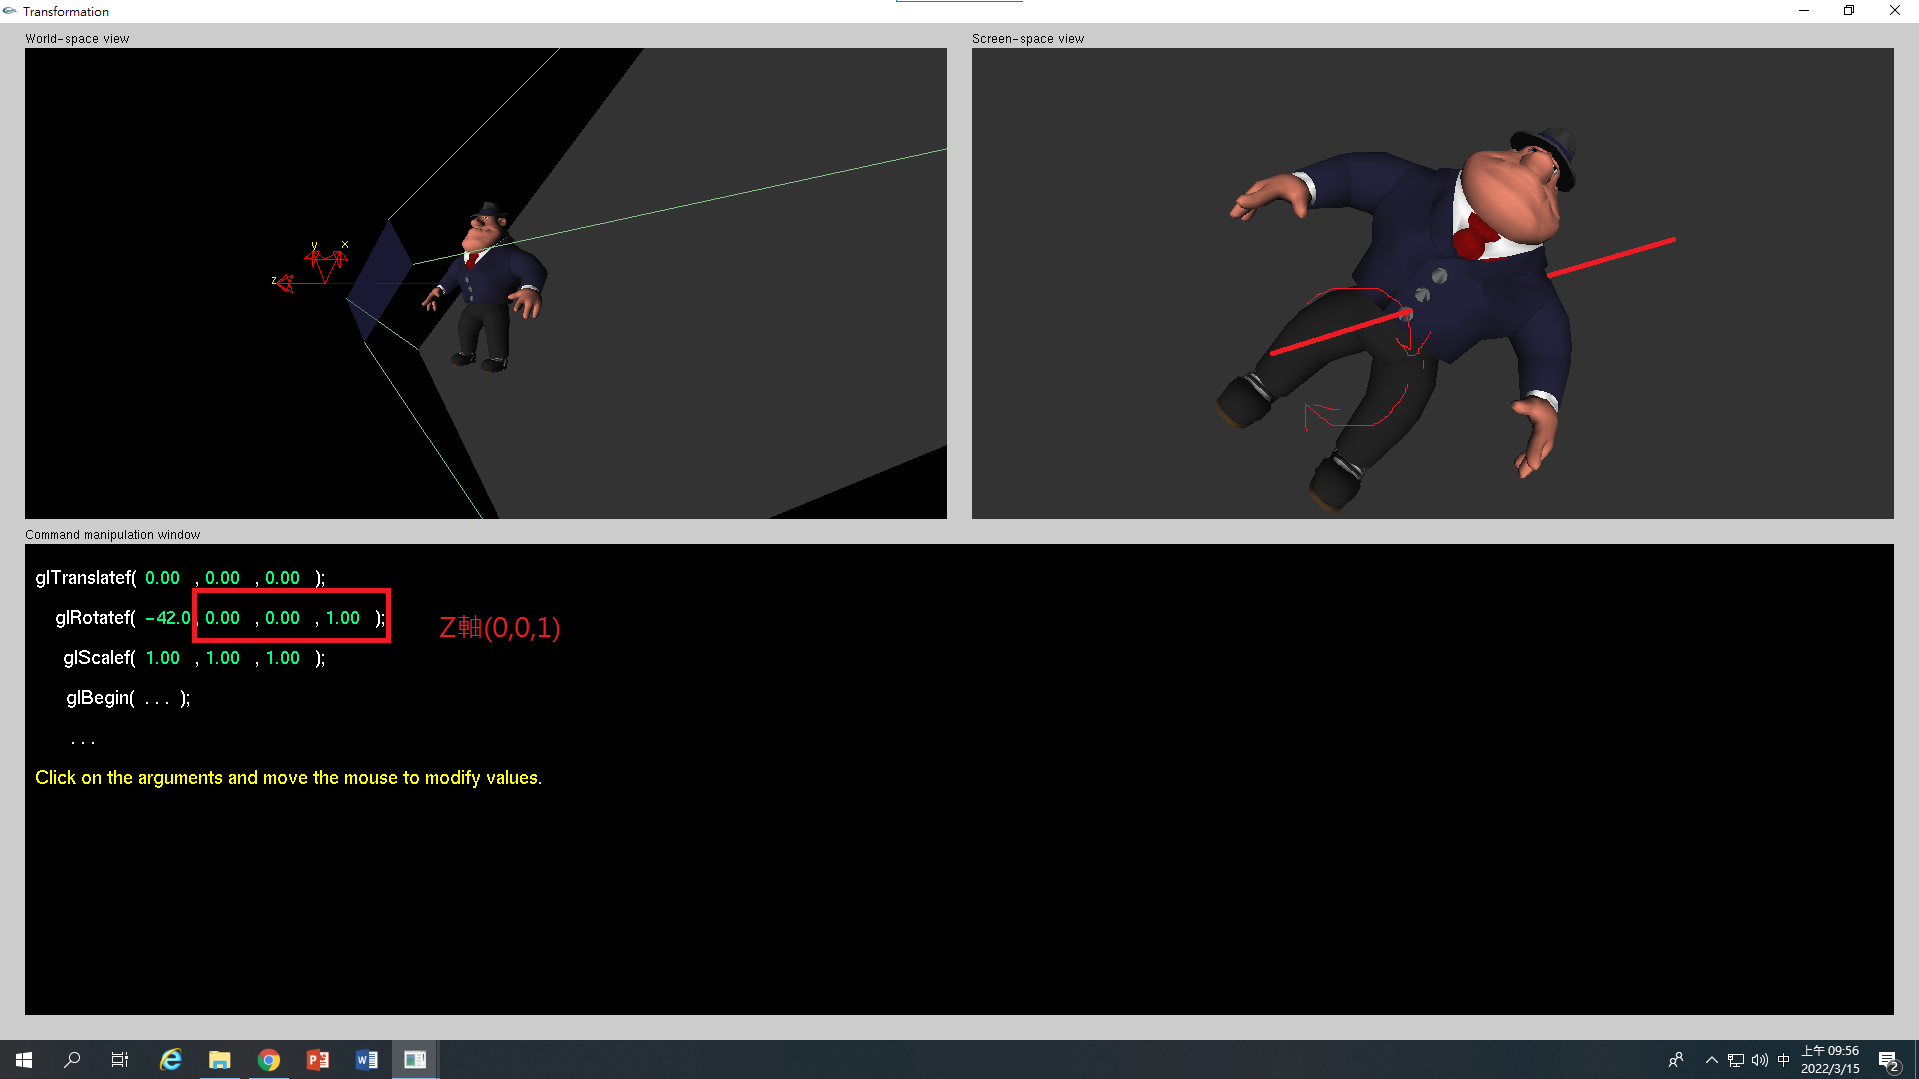 Transformation
World-space view
Screen-space view
y x
z
Command manipulation window
glTranslatef( 0.00 , 0.00 , 0.00 );
glRotatef( -42.0 , 0.00 , 0.00 , 1.00 );
Z軸(0,0,1)
glScalef( 1.00 , 1.00 , 1.00 );
glBegin( . . . );
. . .
Click on the arguments and move the mouse to modify values.
中
上午 09:56
2022/3/15
2